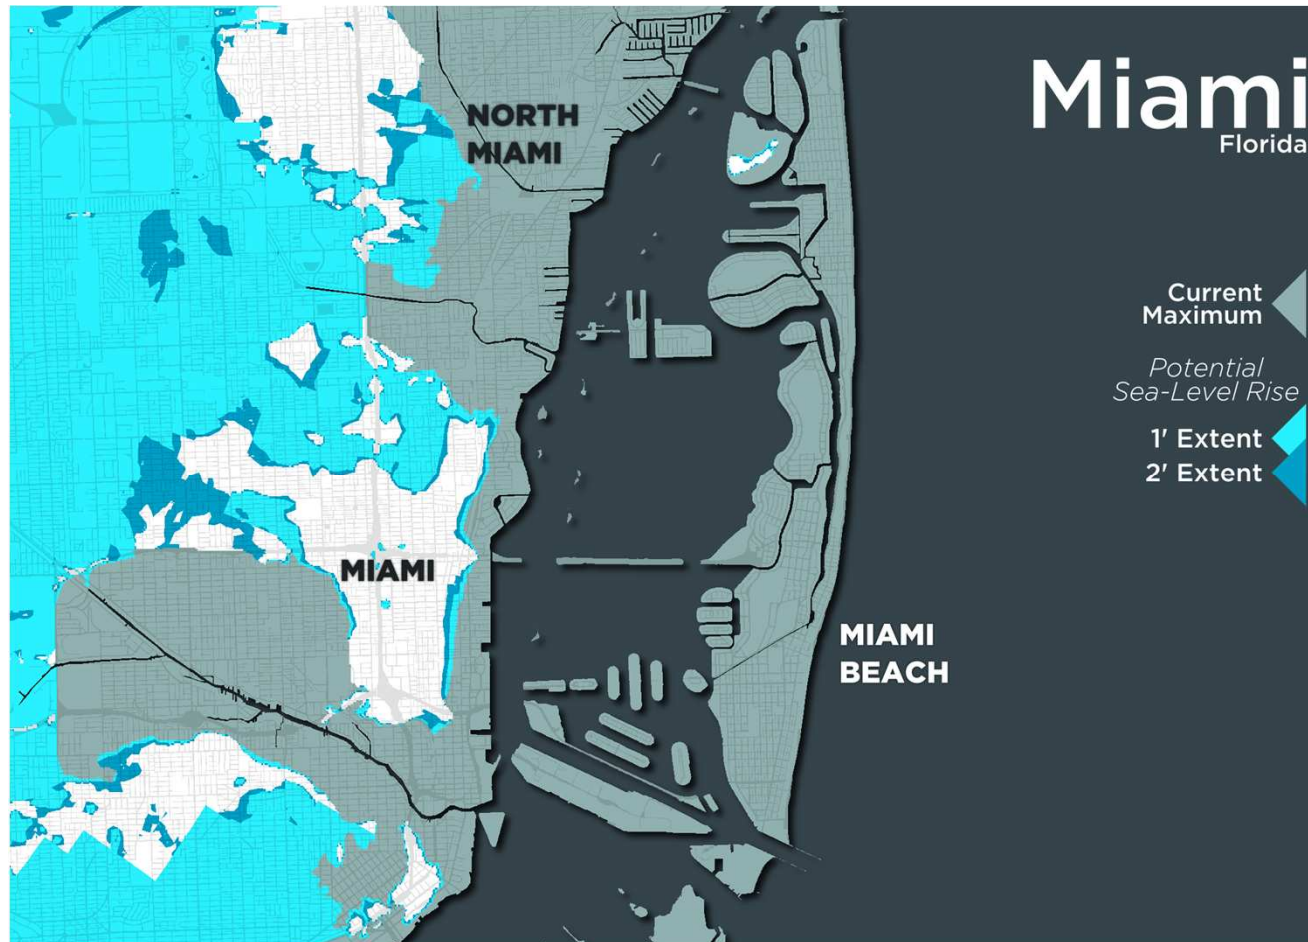 Miami
Florida
NORTH
MIAMI
Current
Maximum
Potential
Sea-Level Rise
1' Extent
2' Extent
MIAMI
MIAMI
BEACH